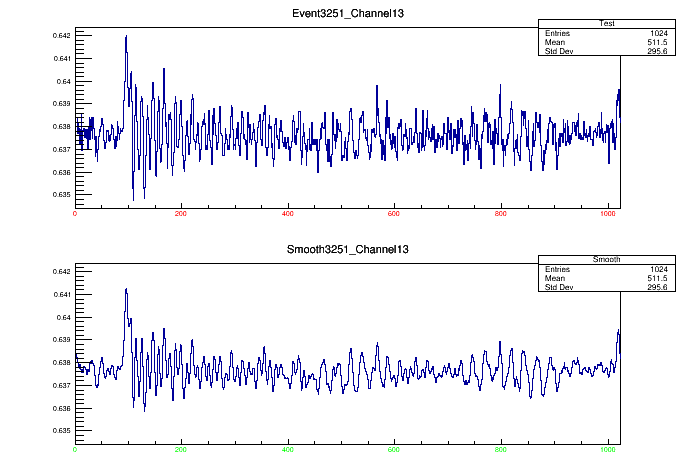 Event3251_Channel13
Test
Entries 1024
Mean 511.5
Std Dev 295.6
0.642
0.641
0.64
0.639
0.638
0.637
0.636
0.635
0 200 400 600 800 1000
Smooth3251_Channel13
Smooth
Entries 1024
Mean 511.5
Std Dev 295.6
0.642
0.641
0.64
0.639
0.638
0.637
0.636
0.635
0 200 400 600 800 1000